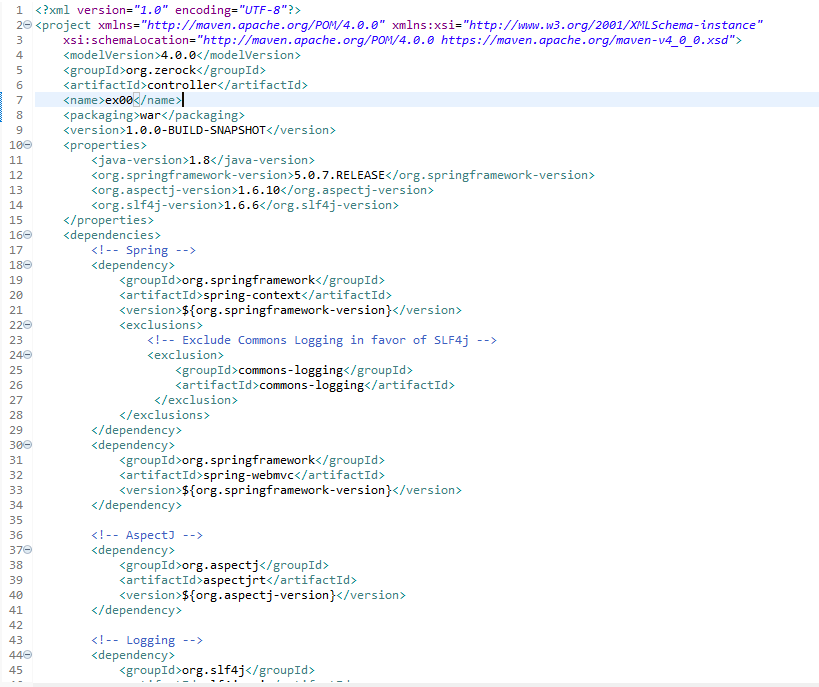 1 <?xml version="1.0" encoding="UTF-8"?>
2 <project xmlns="http://maven.apache.org/POM/4.0.0" xmlns:xsi="http://www.w3.org/2001/XMLSchema-instance"
3 xsi:schemaLocation="http://maven.apache.org/POM/4.0.0 https://maven.apache.org/maven-v4_0_0.xsd">
4 <modelVersion>4.0.0</modelVersion>
5 <groupId>org.zerock</groupId>
6 <artifactId>controller</artifactId>
7 <name>ex00</name>
8 <packaging>war</packaging>
9 <version>1.0.0-BUILD-SNAPSHOT</version>
10 <properties>
11 <java-version>1.8</java-version>
12 <org.springframework-version>5.0.7.RELEASE</org.springframework-version>
13 <org.aspectj-version>1.6.10</org.aspectj-version>
14 <org.slf4j-version>1.6.6</org.slf4j-version>
15 </properties>
16 <dependencies>
17 <!-- Spring -->
18 <dependency>
19 <groupId>org.springframework</groupId>
20 <artifactId>spring-context</artifactId>
21 <version>${org.springframework-version}</version>
22 <exclusions>
23 <!-- Exclude Commons Logging in favor of SLF4j -->
24 <exclusion>
25 <groupId>commons-logging</groupId>
26 <artifactId>commons-logging</artifactId>
27 </exclusion>
28 </exclusions>
29 </dependency>
30 <dependency>
31 <groupId>org.springframework</groupId>
32 <artifactId>spring-webmvc</artifactId>
33 <version>${org.springframework-version}</version>
34 </dependency>
35
36 <!-- AspectJ -->
37 <dependency>
38 <groupId>org.aspectj</groupId>
39 <artifactId>aspectjrt</artifactId>
40 <version>${org.aspectj-version}</version>
41 </dependency>
42
43 <!-- Logging -->
44 <dependency>
45 <groupId>org.slf4j</groupId>